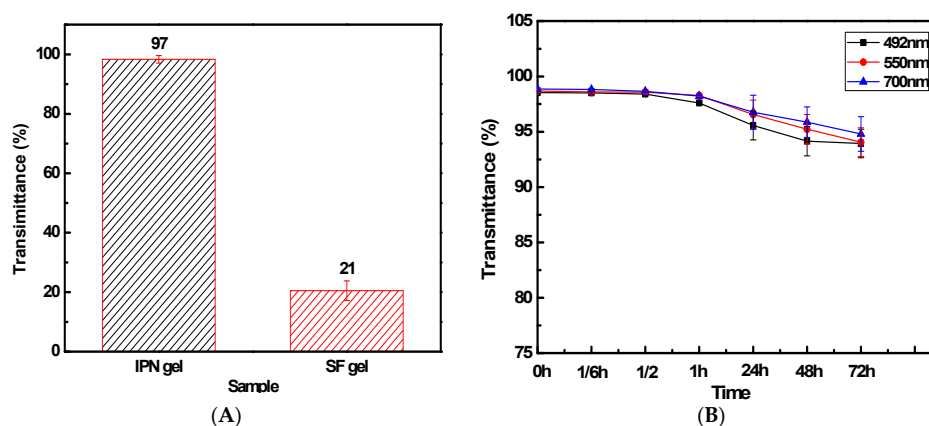 Transimittance (%)
100
80
60
40
20
0
97
21
IPN gel
SF gel
Sample
(A)
Transmittance (%)
105
100
95
90
85
80
75
492nm
550nm
700nm
0h 1/6h 1/2 1h 24h 48h 72h
Time
(B)